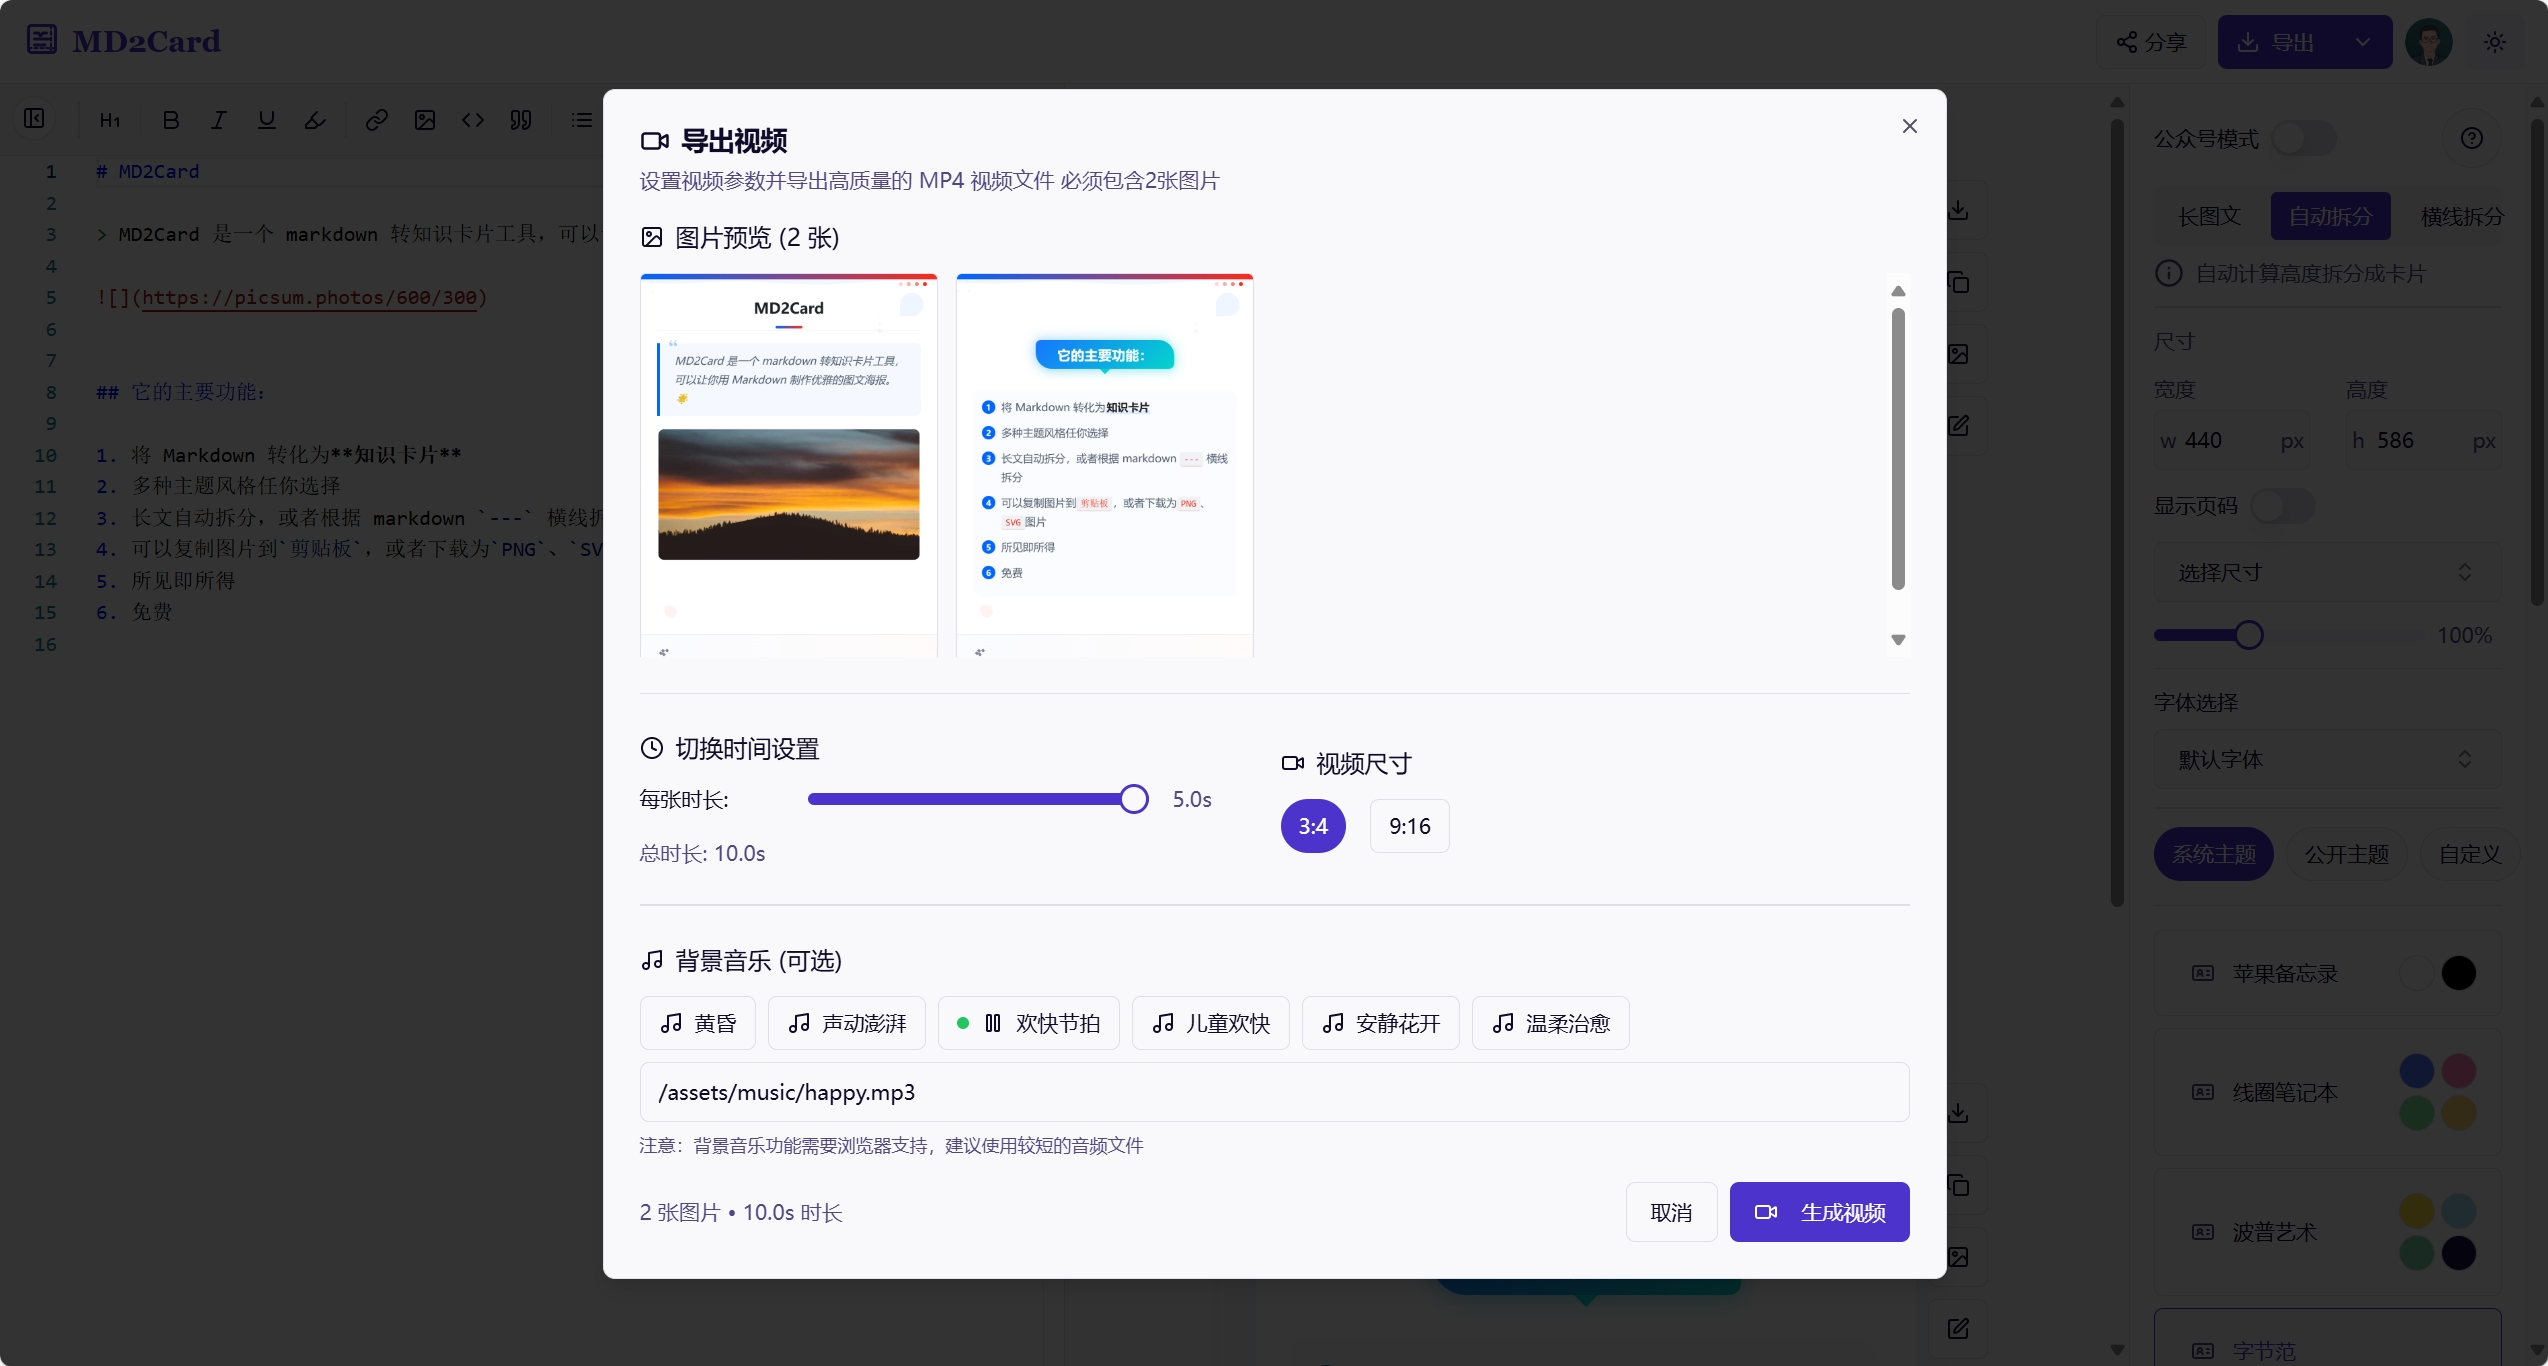 MD2Card
分享
导出
H1
1 # MD2Card
2
3 > MD2Card 是一个 markdown 转知识卡片工具，可以
4
5 ![](https://picsum.photos/600/300)
6
7
8 ## 它的主要功能：
9
10 1. 将 Markdown 转化为**知识卡片**
11 2. 多种主题风格任你选择
12 3. 长文自动拆分，或者根据 markdown `---` 横线拆
13 4. 可以复制图片到`剪贴板`，或者下载为`PNG`、`SV
14 5. 所见即所得
15 6. 免费
16
导出视频
设置视频参数并导出高质量的 MP4 视频文件 必须包含2张图片
图片预览 (2 张)
MD2Card
MD2Card 是一个 markdown 转知识卡片工具，
可以让你用 Markdown 制作优雅的图文海报。
它的主要功能：
1 将 Markdown 转化为知识卡片
2 多种主题风格任你选择
3 长文自动拆分，或者根据 markdown --- 横线
拆分
4 可以复制图片到 剪贴板 ，或者下载为 PNG 、
SVG 图片
5 所见即所得
6 免费
切换时间设置
每张时长:
5.0s
总时长: 10.0s
视频尺寸
3:4
9:16
背景音乐 (可选)
黄昏
声动澎湃
欢快节拍
儿童欢快
安静花开
温柔治愈
/assets/music/happy.mp3
注意：背景音乐功能需要浏览器支持，建议使用较短的音频文件
2 张图片 • 10.0s 时长
取消
生成视频
公众号模式
长图文
自动拆分
横线拆分
自动计算高度拆分成卡片
尺寸
宽度
高度
w 440 px
h 586 px
显示页码
选择尺寸
100%
字体选择
默认字体
系统主题
公开主题
自定义
苹果备忘录
线圈笔记本
波普艺术
字节范